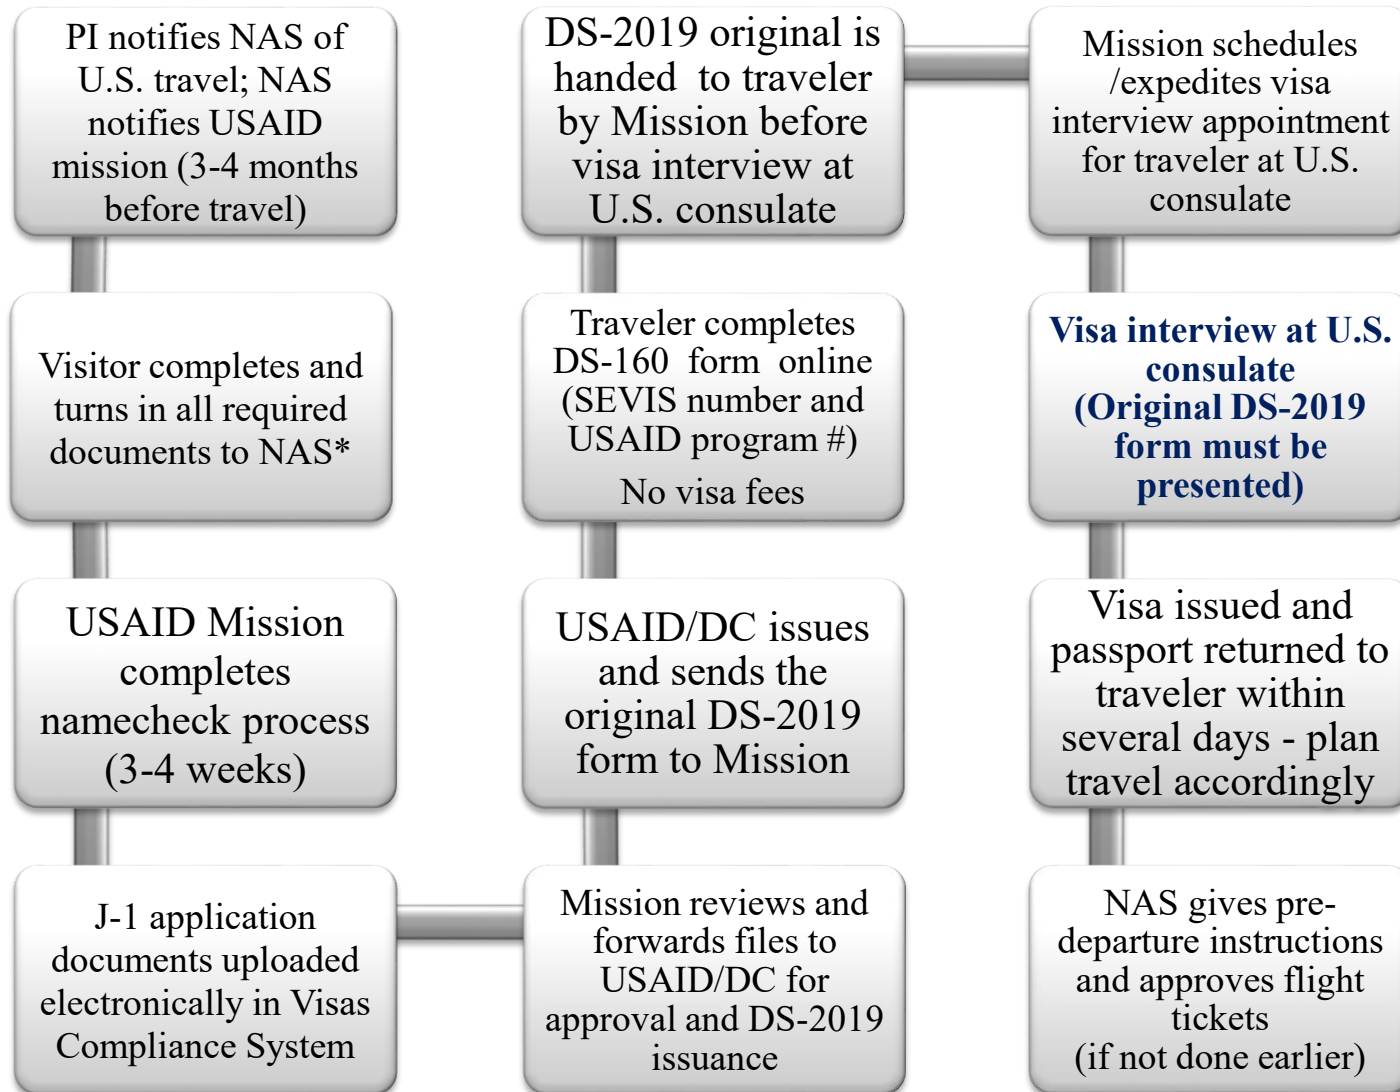 PI notifies NAS of
U.S. travel; NAS
notifies USAID
mission (3-4 months
before travel)
Visitor completes and
turns in all required
documents to NAS*
USAID Mission
completes
namecheck process
(3-4 weeks)
J-1 application
documents uploaded
electronically in Visas
Compliance System
Mission reviews and
forwards files to
USAID/DC for
approval and DS-2019
issuance
USAID/DC issues
and sends the
original DS-2019
form to Mission
Traveler completes
DS-160 form online
(SEVIS number and
USAID program #)
No visa fees
DS-2019 original is
handed to traveler
by Mission before
visa interview at
U.S. consulate
Mission schedules
/expedites visa
interview appointment
for traveler at U.S.
consulate
Visa interview at U.S.
consulate
(Original DS-2019
form must be
presented)
Visa issued and
passport returned to
traveler within
several days - plan
travel accordingly
NAS gives pre-
departure instructions
and approves flight
tickets
(if not done earlier)